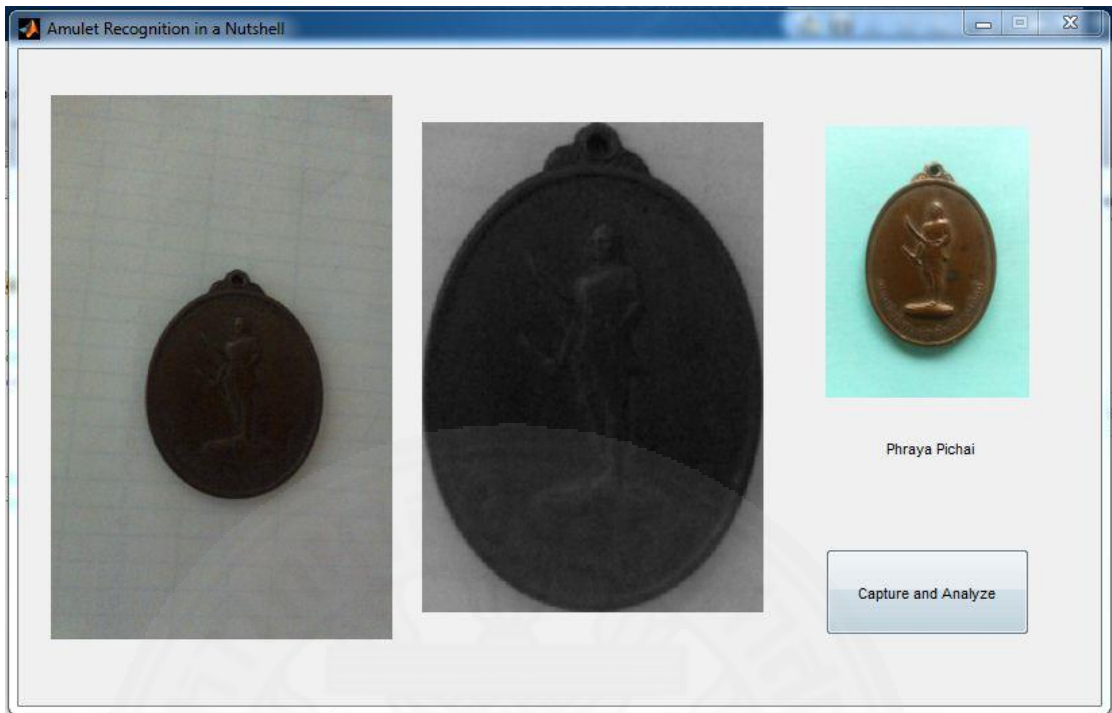 Amulet Recognition in a Nutshell
Phraya Pichai
Capture and Analyze